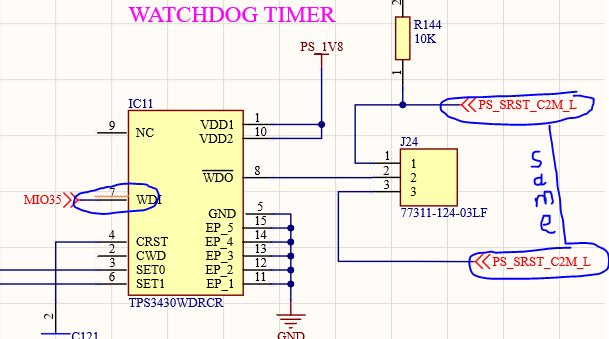 WATCHDOG TIMER
2
R144
10K
1
PS_1V8
PS_SRST_C2M_L
IC11
9 NC
VDD1 1
VDD2 10
J24
1 1
WDO 8
2 2
3 3
MIO35
7 WDI
77311-124-03LF
same
GND 5
EP_5 15
4 CRST
EP_4 14
2 CWD
EP_3 13
PS_SRST_C2M_L
3 SET0
EP_2 12
6 SET1
EP_1 11
TPS3430WDRCR
2
C121
GND